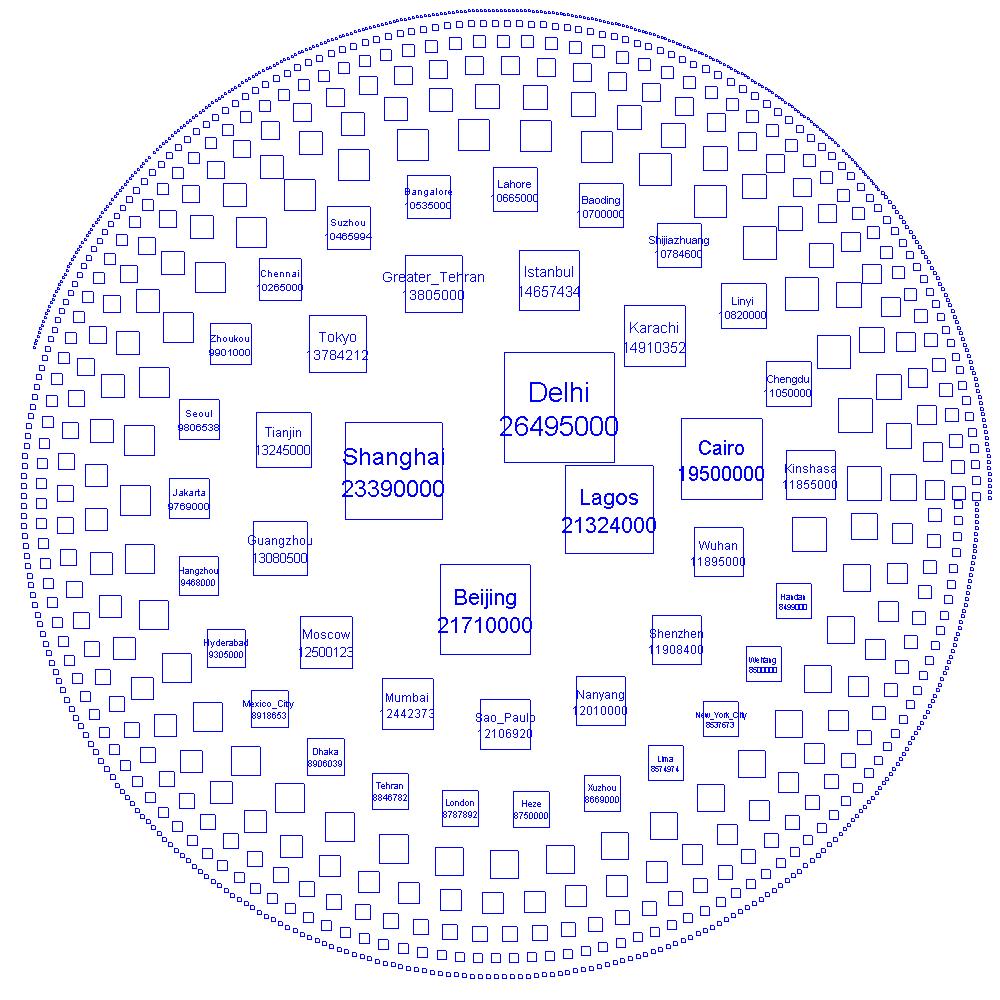 Bangalore
10535000
Lahore
10665000
Baoding
10700000
Suzhou
10465994
Shijiazhuang
10784600
Chennai
10265000
Greater_Tehran
13805000
Istanbul
14657434
Linyi
10820000
Zhoukou
9901000
Tokyo
13784212
Karachi
14910352
Chengdu
11050000
Delhi
26495000
Seoul
9806538
Tianjin
13245000
Shanghai
23390000
Cairo
19500000
Kinshasa
11855000
Jakarta
9769000
Lagos
21324000
Guangzhou
13080500
Wuhan
11895000
Hangzhou
9468000
Beijing
21710000
Handan
8499000
Hyderabad
9305000
Moscow
12500123
Shenzhen
11908400
Weifang
8500000
Mexico_City
8918653
Mumbai
12442373
Sao_Paulo
12106920
Nanyang
12010000
New_York_City
8537673
Dhaka
8906039
Lima
8574974
Tehran
8846782
London
8787892
Heze
8750000
Xuzhou
8669000